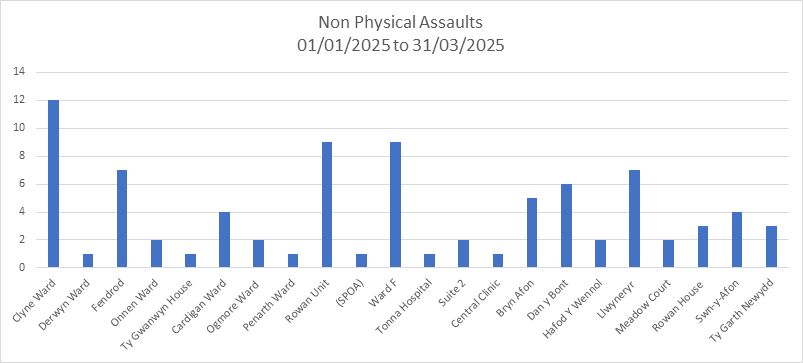 Non Physical Assaults
01/01/2025 to 31/03/2025
14
12
10
8
6
4
2
0
Clyne Ward
Derwyn Ward
Fendrod
Onnen Ward
Ty Gwanwyn House
Cardigan Ward
Ogmore Ward
Penarth Ward
Rowan Unit
(SPOA)
Ward F
Tonna Hospital
Suite 2
Central Clinic
Bryn Afon
Dan y Bont
Hafod Y Wennol
Llwyneryr
Meadow Court
Rowan House
Swn-y-Afon
Ty Garth Newydd